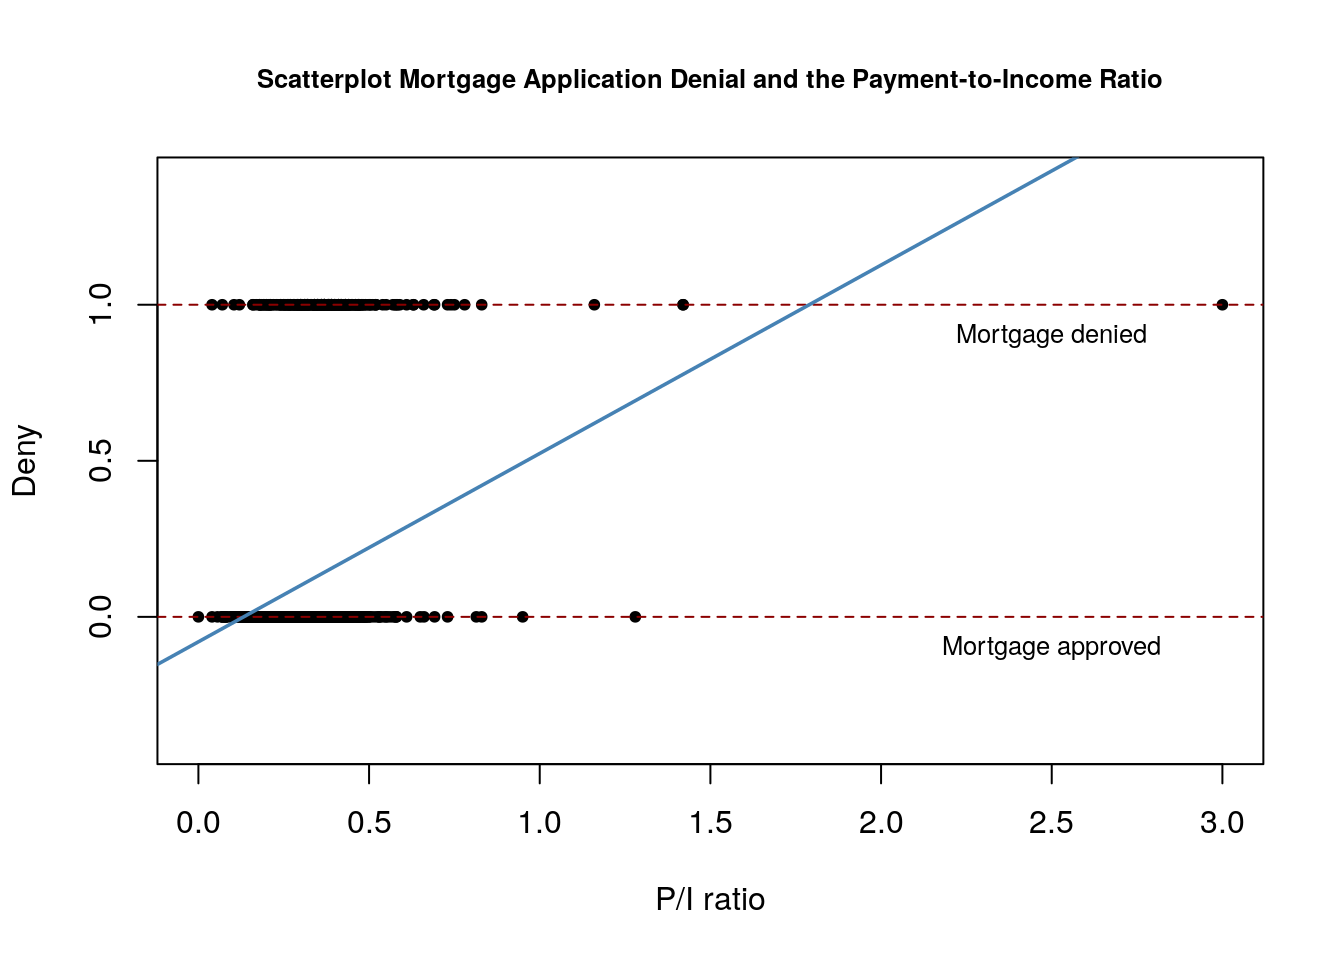 Scatterplot Mortgage Application Denial and the Payment-to-Income Ratio
Deny
1.0
0.5
0.0
Mortgage denied
Mortgage approved
0.0 0.5 1.0 1.5 2.0 2.5 3.0
P/I ratio